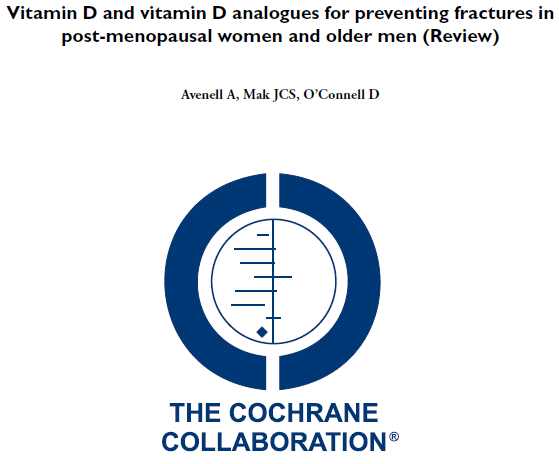 Vitamin D and vitamin D analogues for preventing fractures in
post-menopausal women and older men (Review)
Avenell A, Mak JCS, O’Connell D
THE COCHRANE
COLLABORATION®